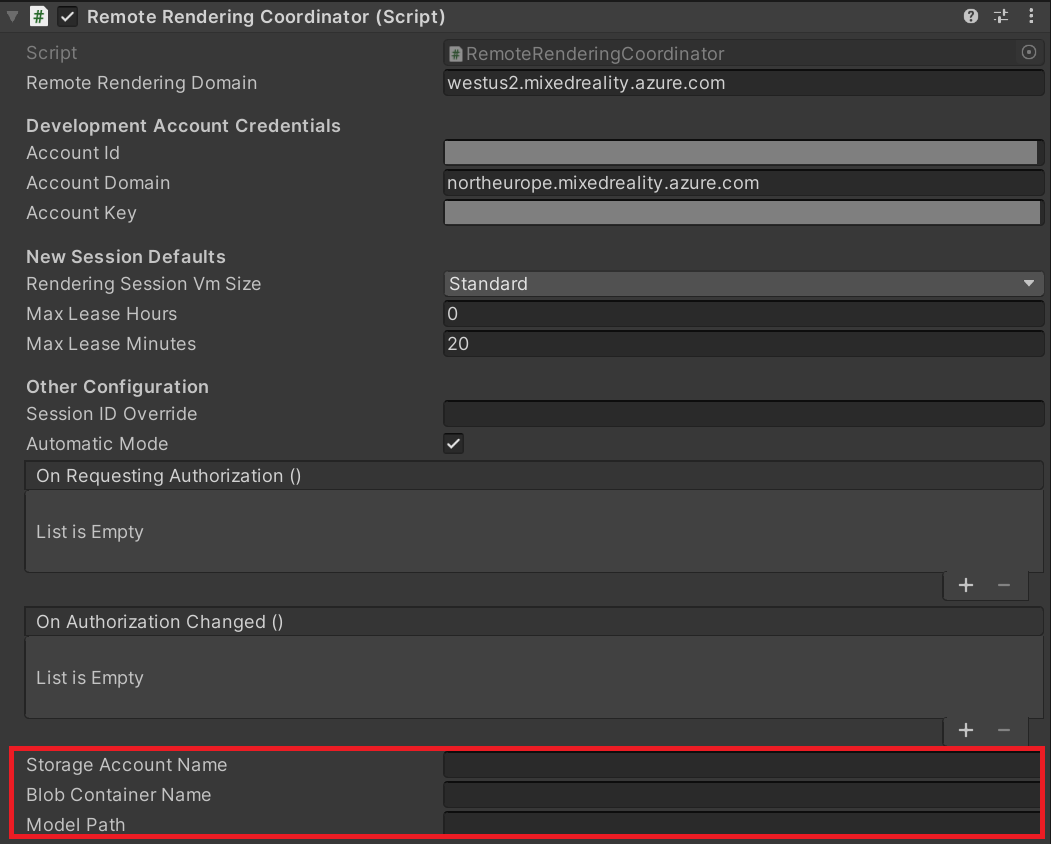 Remote Rendering Coordinator (Script)
Script RemoteRenderingCoordinator
Remote Rendering Domain westus2.mixedreality.azure.com
Development Account Credentials
Account Id
Account Domain northeurope.mixedreality.azure.com
Account Key
New Session Defaults
Rendering Session Vm Size Standard
Max Lease Hours 0
Max Lease Minutes 20
Other Configuration
Session ID Override
Automatic Mode
On Requesting Authorization ()
List is Empty
+ −
On Authorization Changed ()
List is Empty
+ −
Storage Account Name
Blob Container Name
Model Path